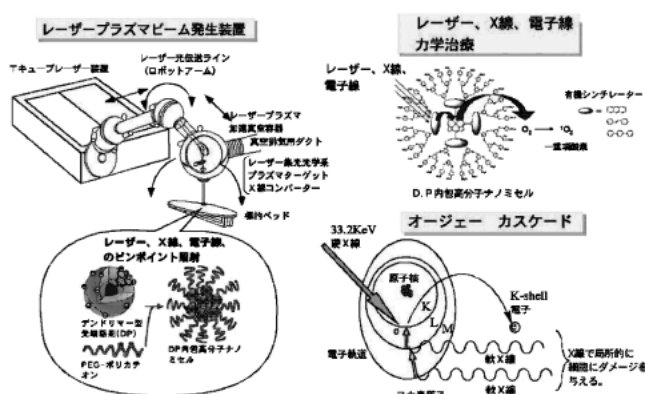 レーザープラズマビーム発生装置
レーザー光伝送ライン
(ロボットアーム)
Tキューブレーザー装置
レーザープラズマ
加速真空容器
真空排気用ダクト
レーザー集光光学系
プラズマターゲット
X線コンバーター
標的ベッド
レーザー、X線、電子線、
のピンポイント照射
デンドリマー型
光増感剤(DP)
PEG-ポリカチ
オン
DP内包高分子ナノ
ミセル
レーザー、X線、電子線
力学治療
レーザー、X線、
電子線
有機シンチレーター
O₂ → ¹O₂
一重項酸素
D.P内包高分子ナノミセル
オージェー カスケード
33.2KeV
硬X線
原子核
K
L
M
K-shell
電子
e
電子軌道
軟X線
軟X線
X線で局所的に
細胞にダメージを
与える。